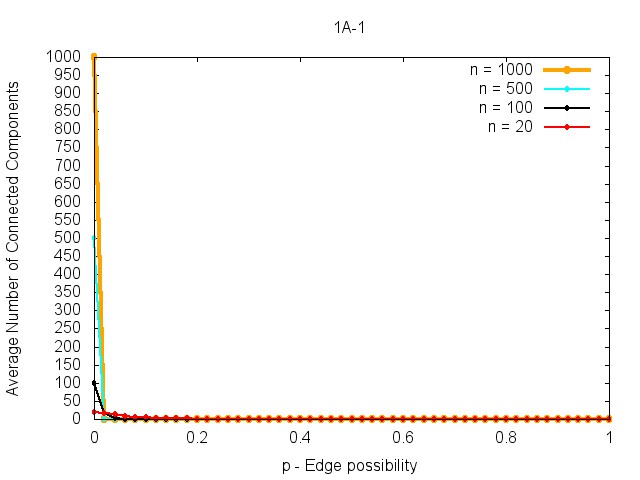 1A-1
Average Number of Connected Components
1000
950
900
850
800
750
700
650
600
550
500
450
400
350
300
250
200
150
100
50
0
n = 1000
n = 500
n = 100
n = 20
0 0.2 0.4 0.6 0.8 1
p - Edge possibility